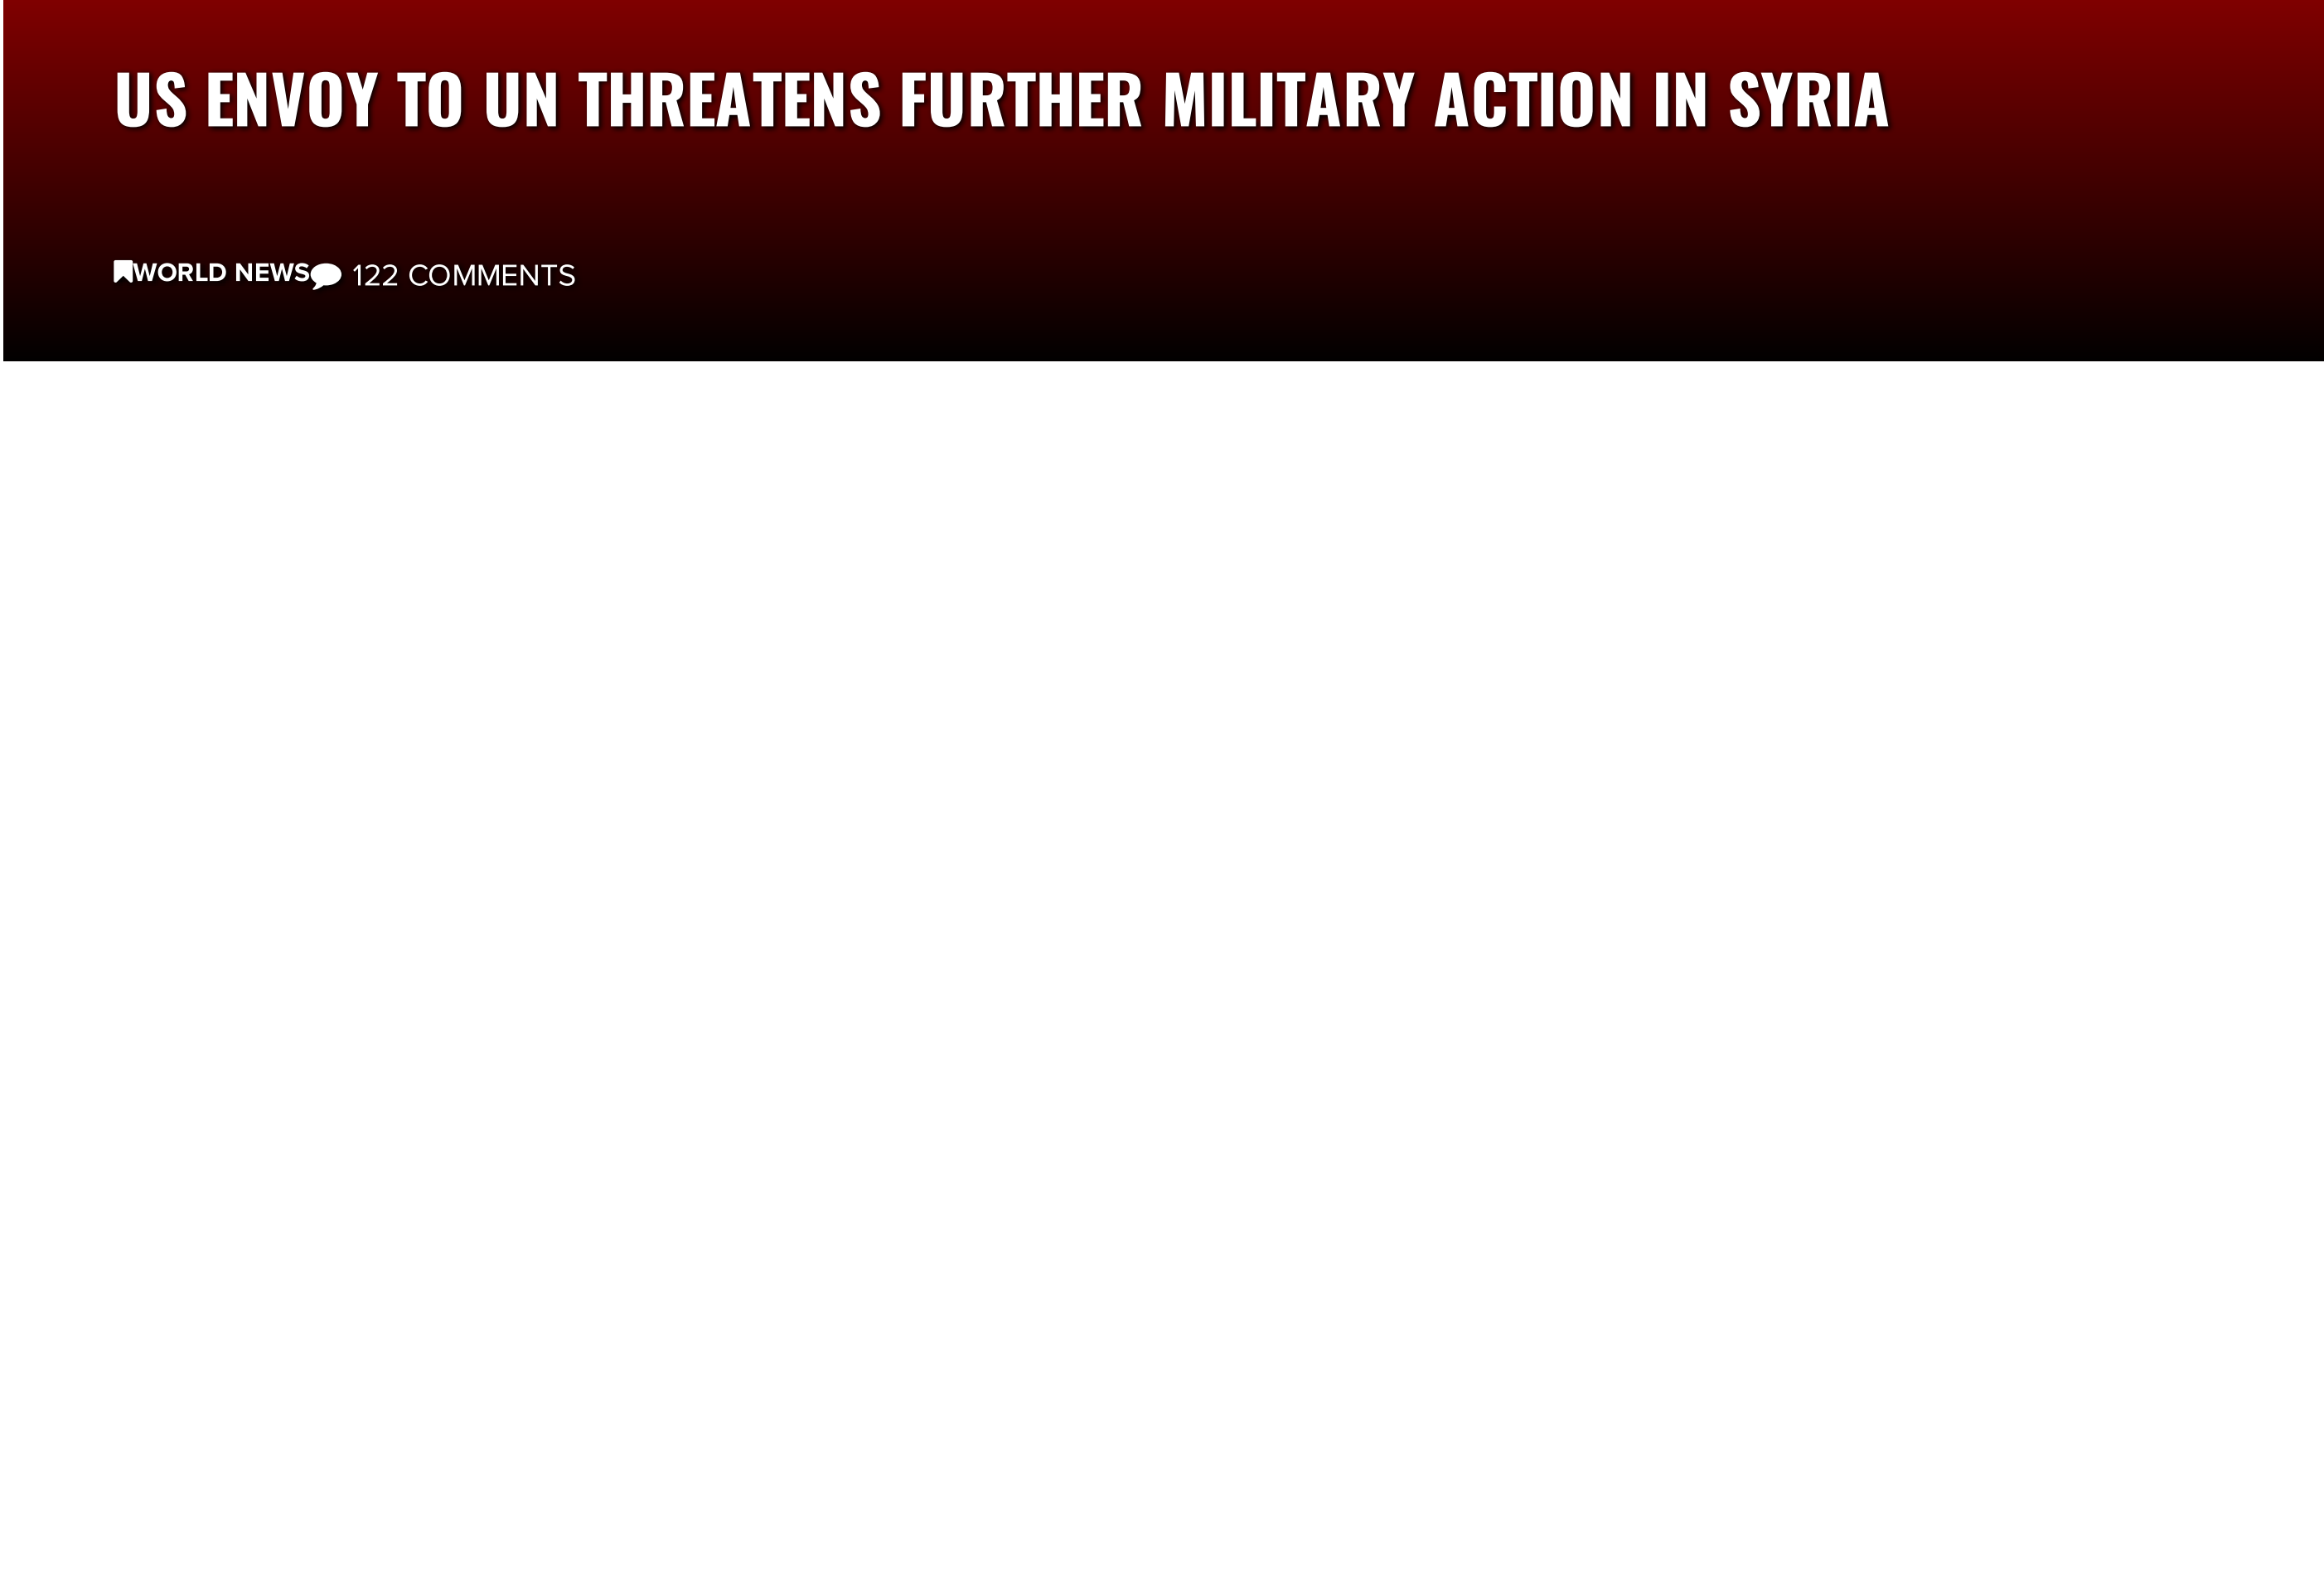 US ENVOY TO UN THREATENS FURTHER MILITARY ACTION IN SYRIA
WORLD NEWS 122 COMMENTS